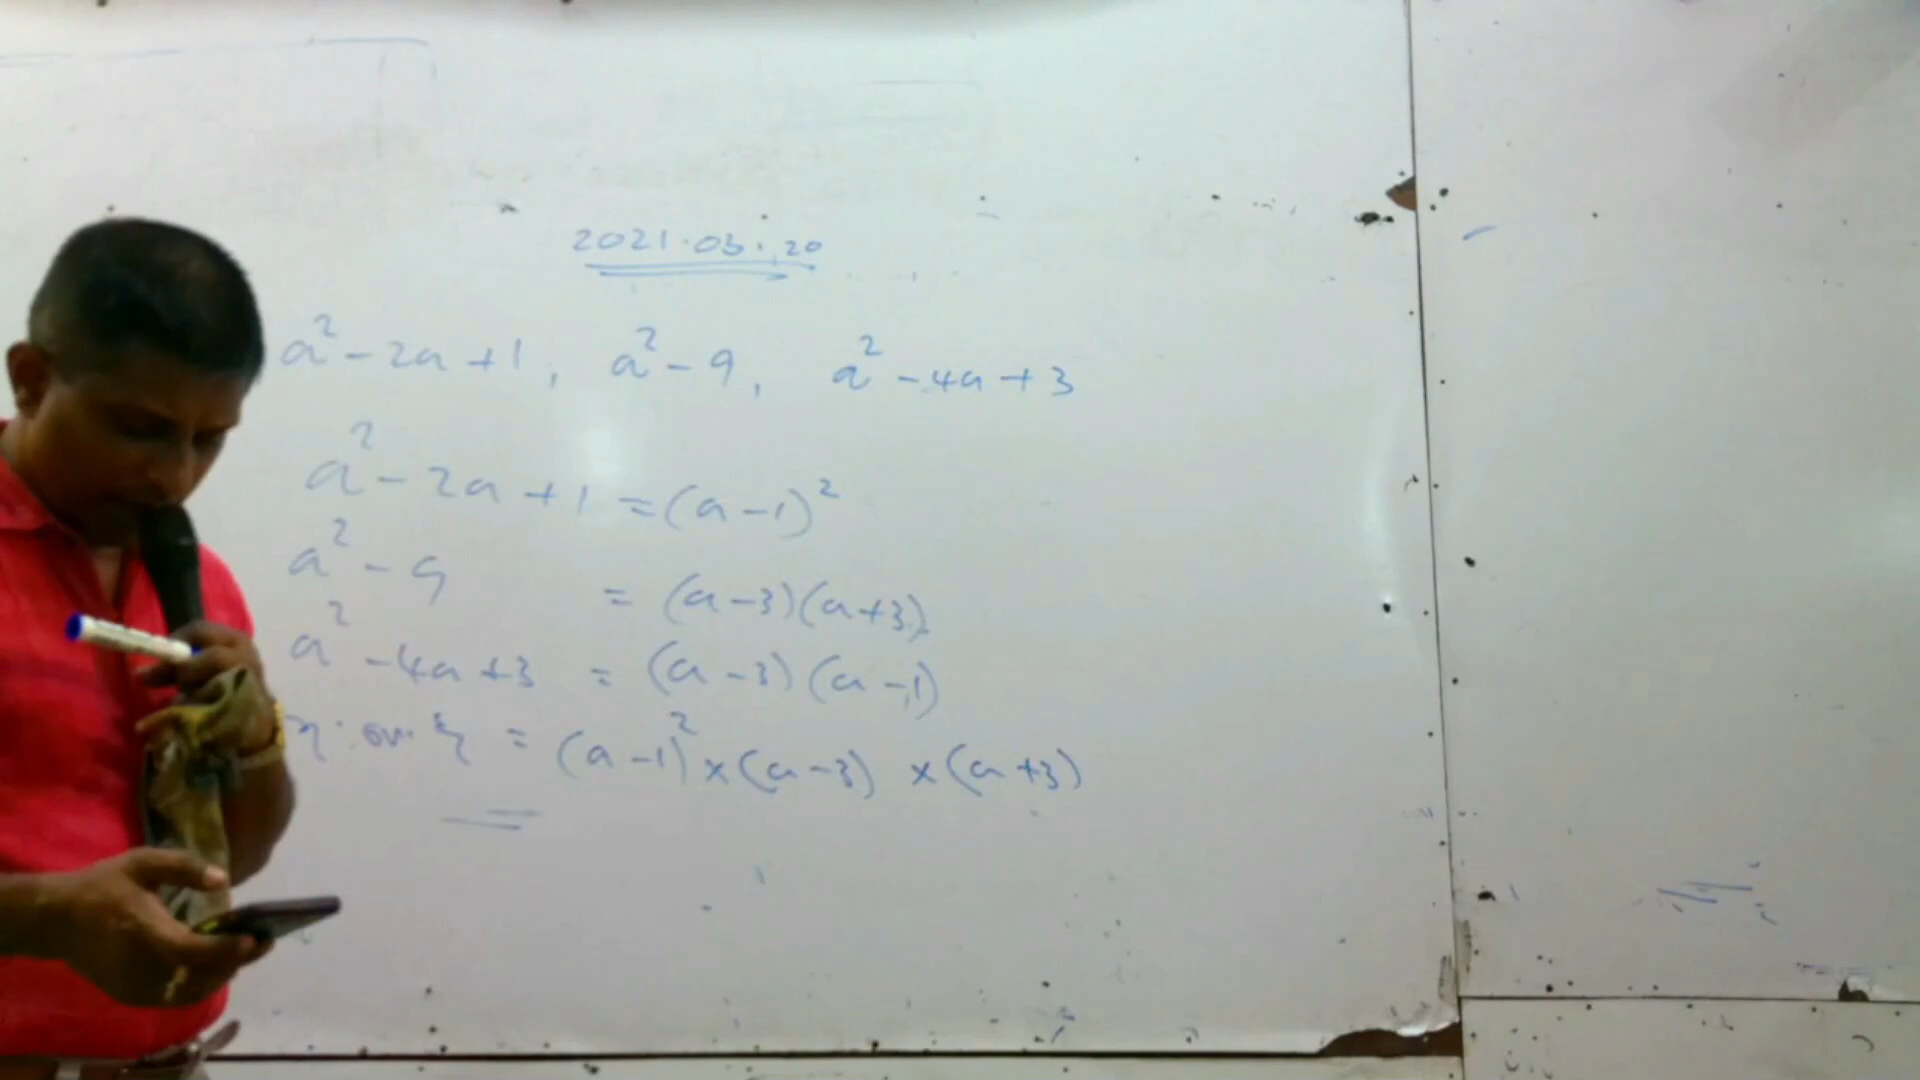 2021.03.20
a² - 2a + 1, a² - 9, a² - 4a + 3
a² - 2a + 1 = (a - 1)²
a² - 9 = (a - 3)(a + 3)
a² - 4a + 3 = (a - 3)(a - 1)
= (a - 1)² × (a - 3) × (a + 3)